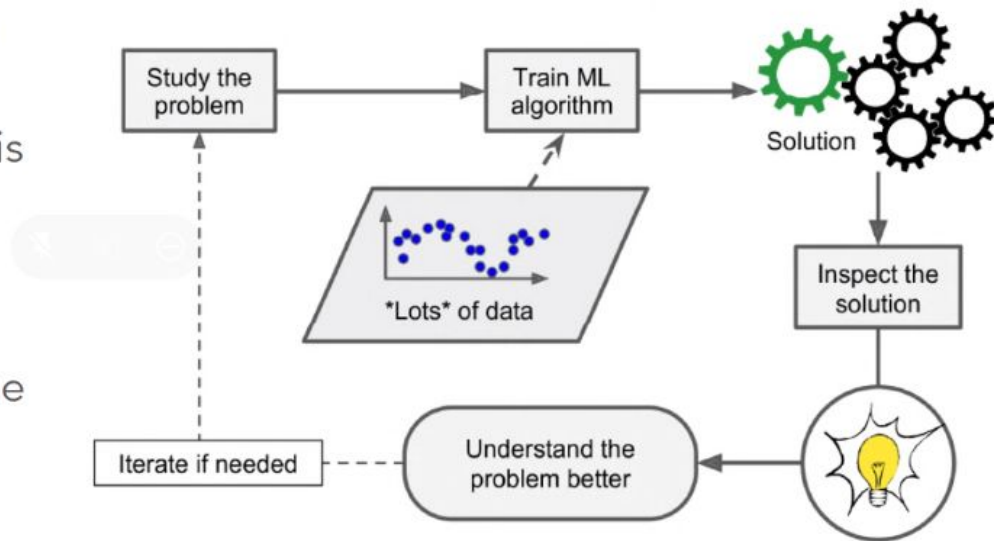 Study the
problem
Train ML
algorithm
Solution
is
*Lots* of data
Inspect the
solution
e
Understand the
problem better
Iterate if needed